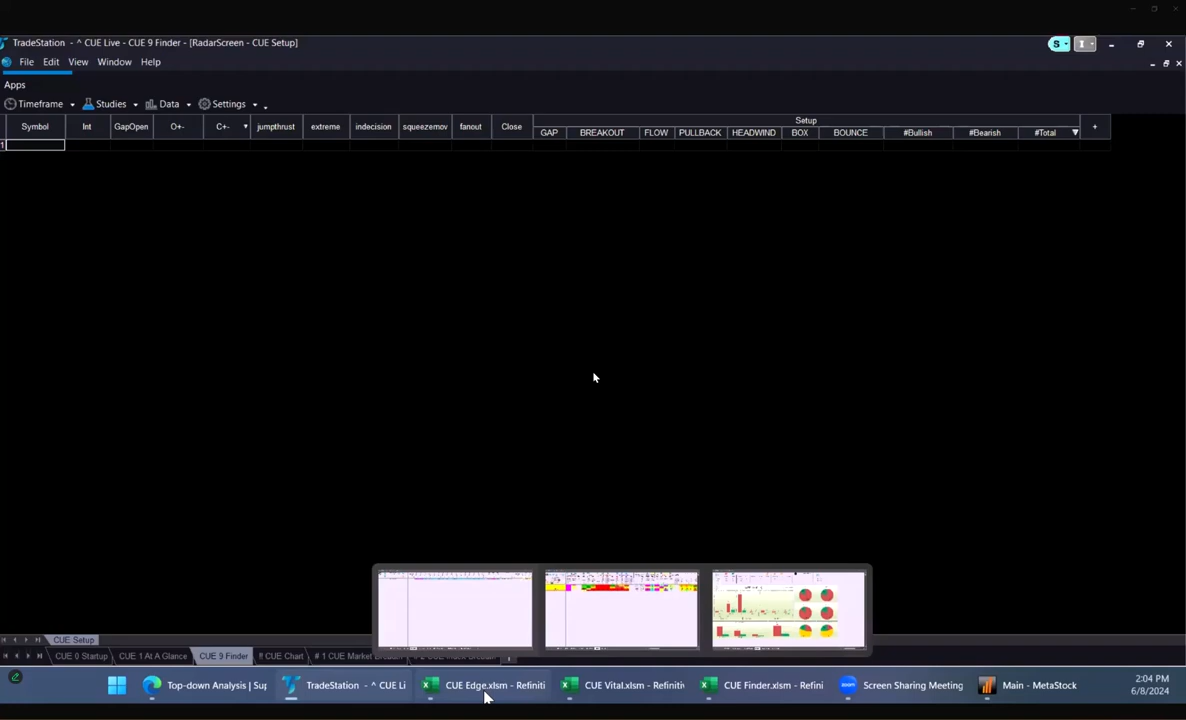 TradeStation - ^ CUE Live - CUE 9 Finder - [RadarScreen - CUE Setup]
S I
File Edit View Window Help
Apps
Timeframe Studies Data Settings
Setup
Symbol Int GapOpen O+- C+- jumpthrust extreme indecision squeezemov fanout Close +
GAP BREAKOUT FLOW PULLBACK HEADWIND BOX BOUNCE #Bullish #Bearish #Total
1
CUE Setup
CUE 0 Startup CUE 1 At A Glance CUE 9 Finder !! CUE Chart # 1 CUE Market
Top-down Analysis | Sup TradeStation - ^ CUE Li CUE Edge.xlsm - Refiniti CUE Vital.xlsm - Refiniti CUE Finder.xlsm - Refini zoom Screen Sharing Meeting Main - MetaStock
2:04 PM
6/8/2024